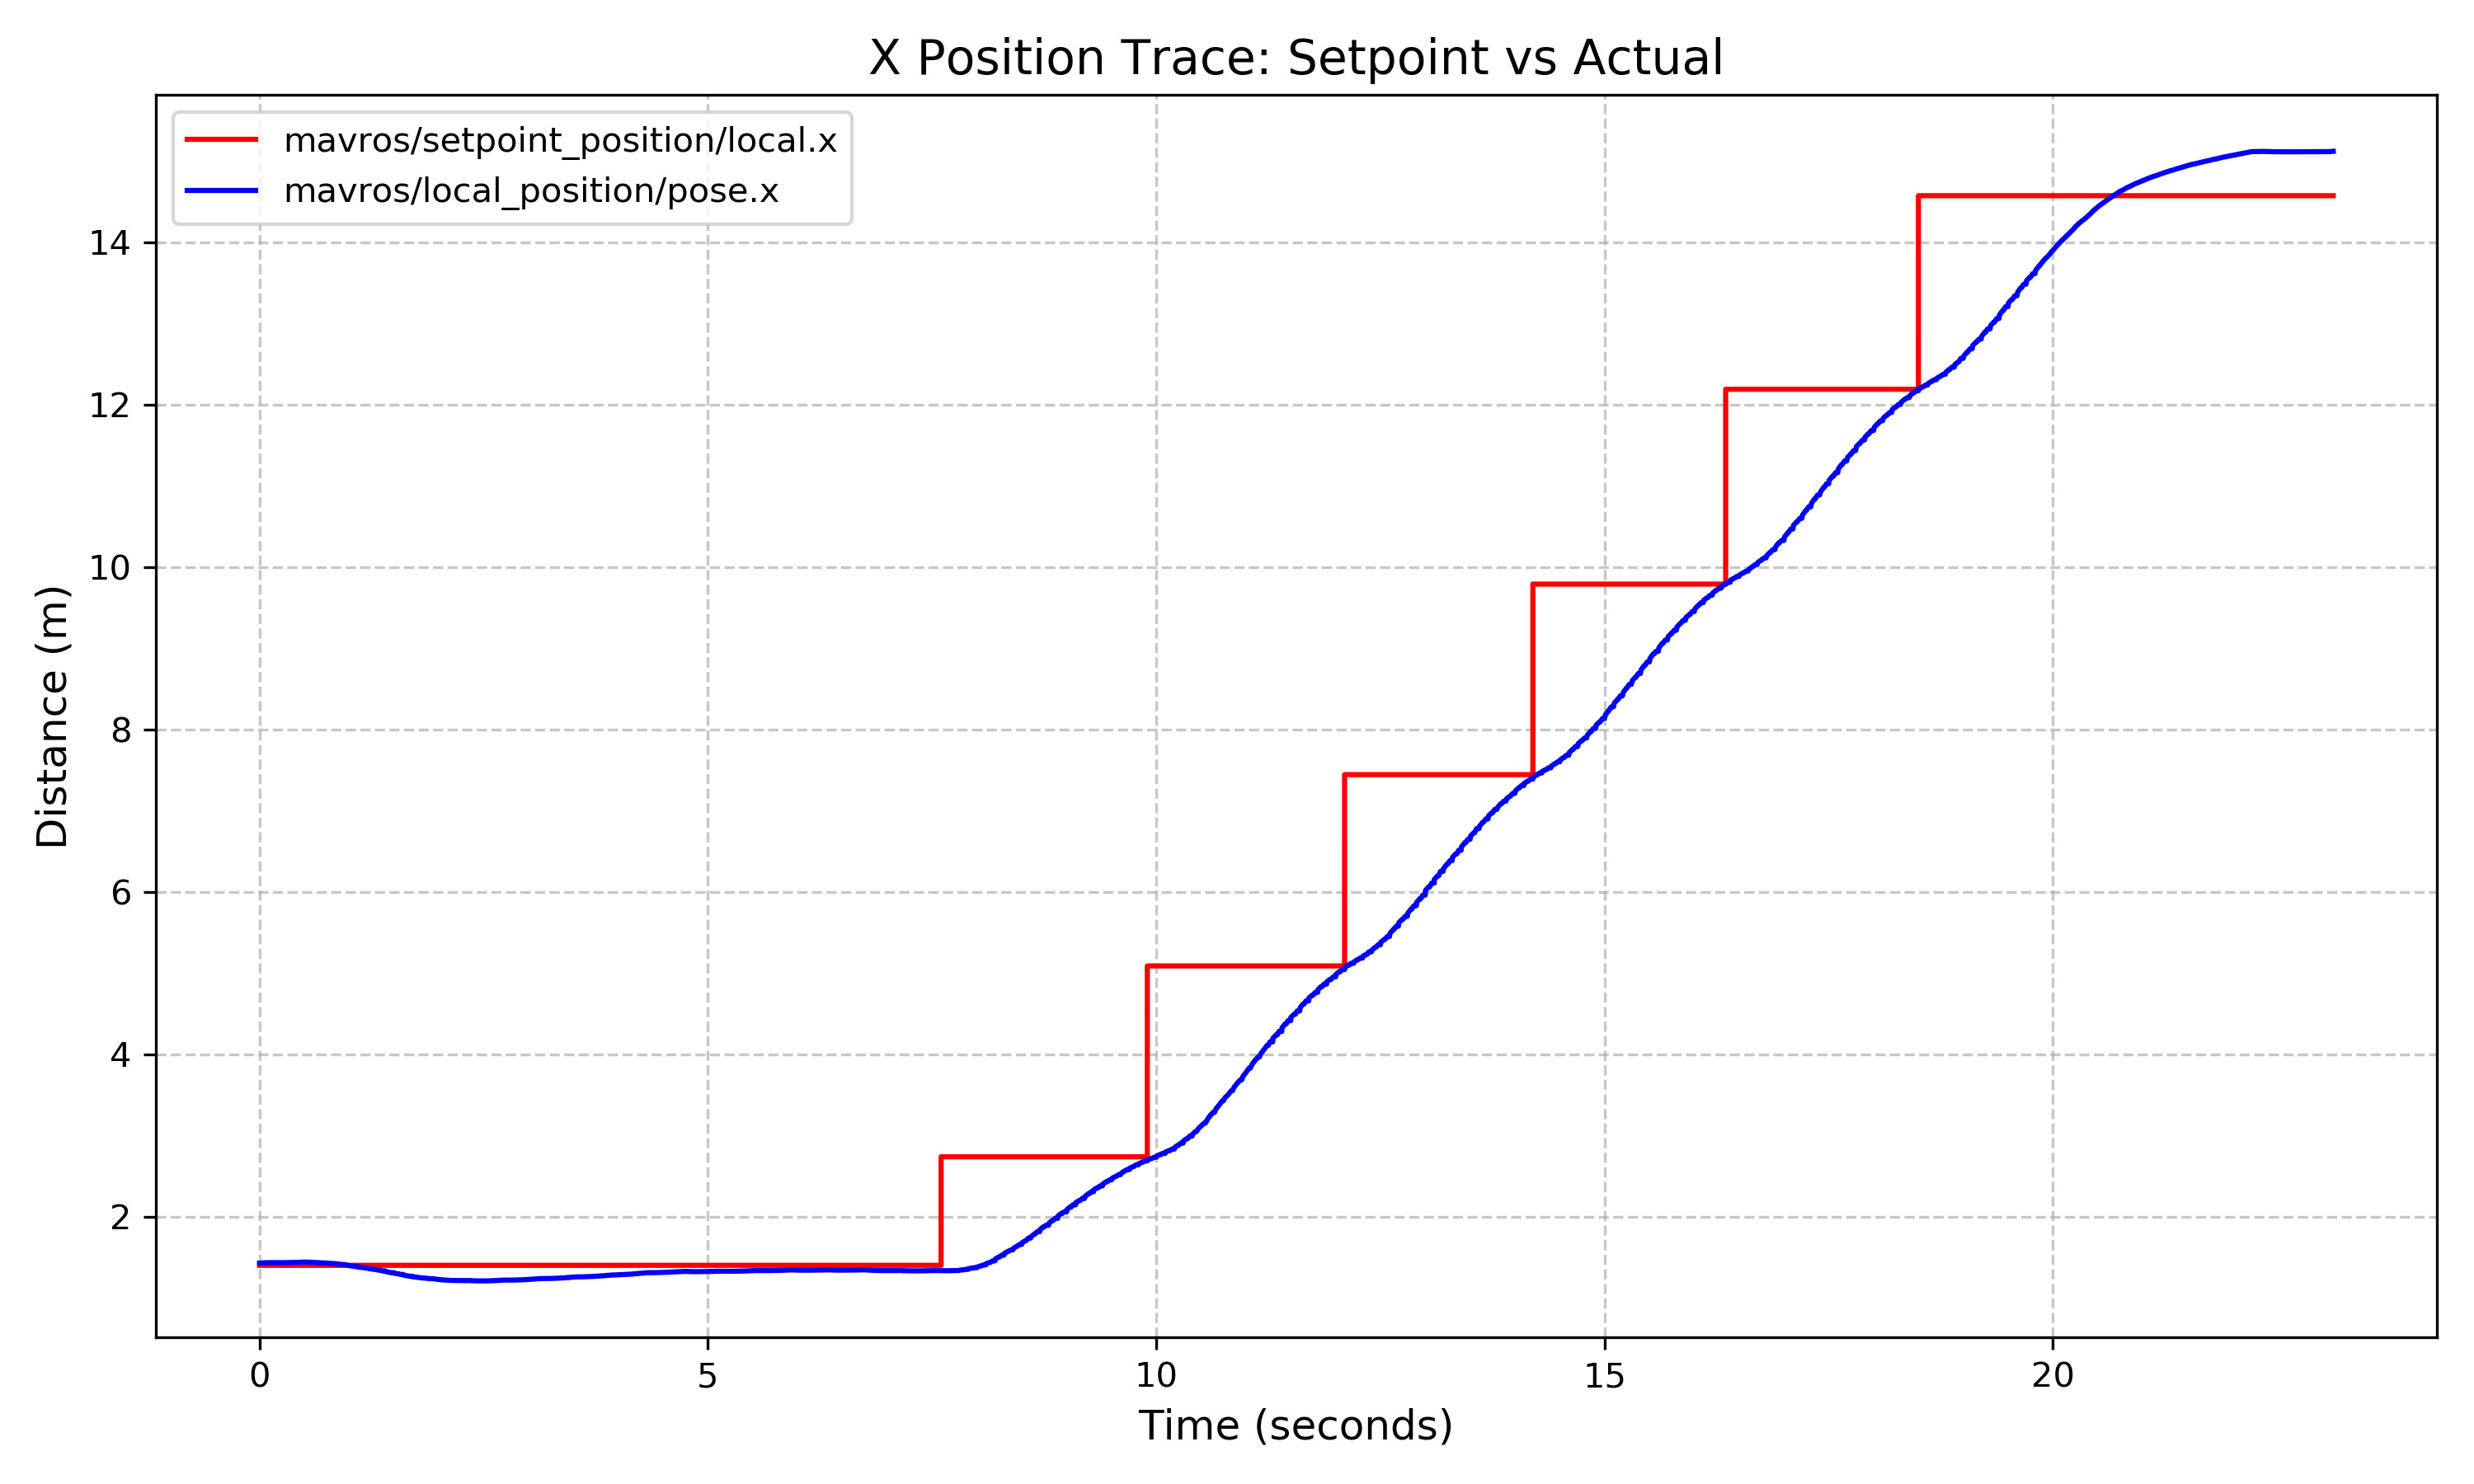 X Position Trace: Setpoint vs Actual
mavros/setpoint_position/local.x
mavros/local_position/pose.x
Distance (m)
14
12
10
8
6
4
2
0
5
10
15
20
Time (seconds)